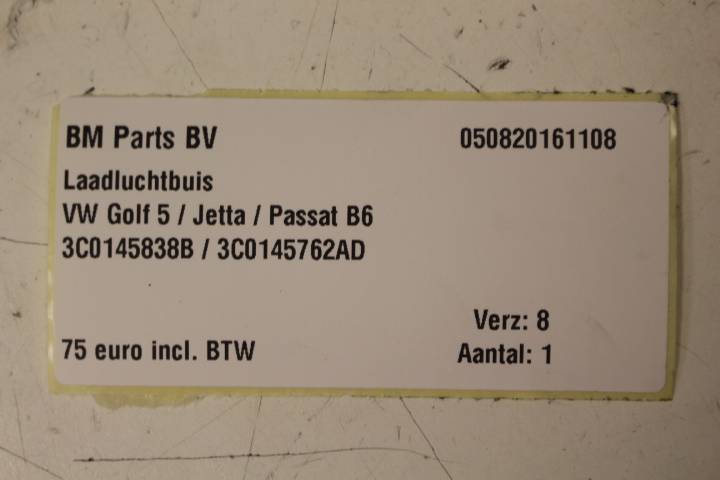 BM Parts BV 050820161108
Laadluchtbuis
VW Golf 5 / Jetta / Passat B6
3C0145838B / 3C0145762AD
Verz: 8
75 euro incl. BTW Aantal: 1